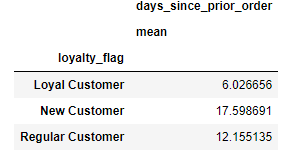 days_since_prior_order
mean
loyalty_flag
Loyal Customer 6.026656
New Customer 17.598691
Regular Customer 12.155135